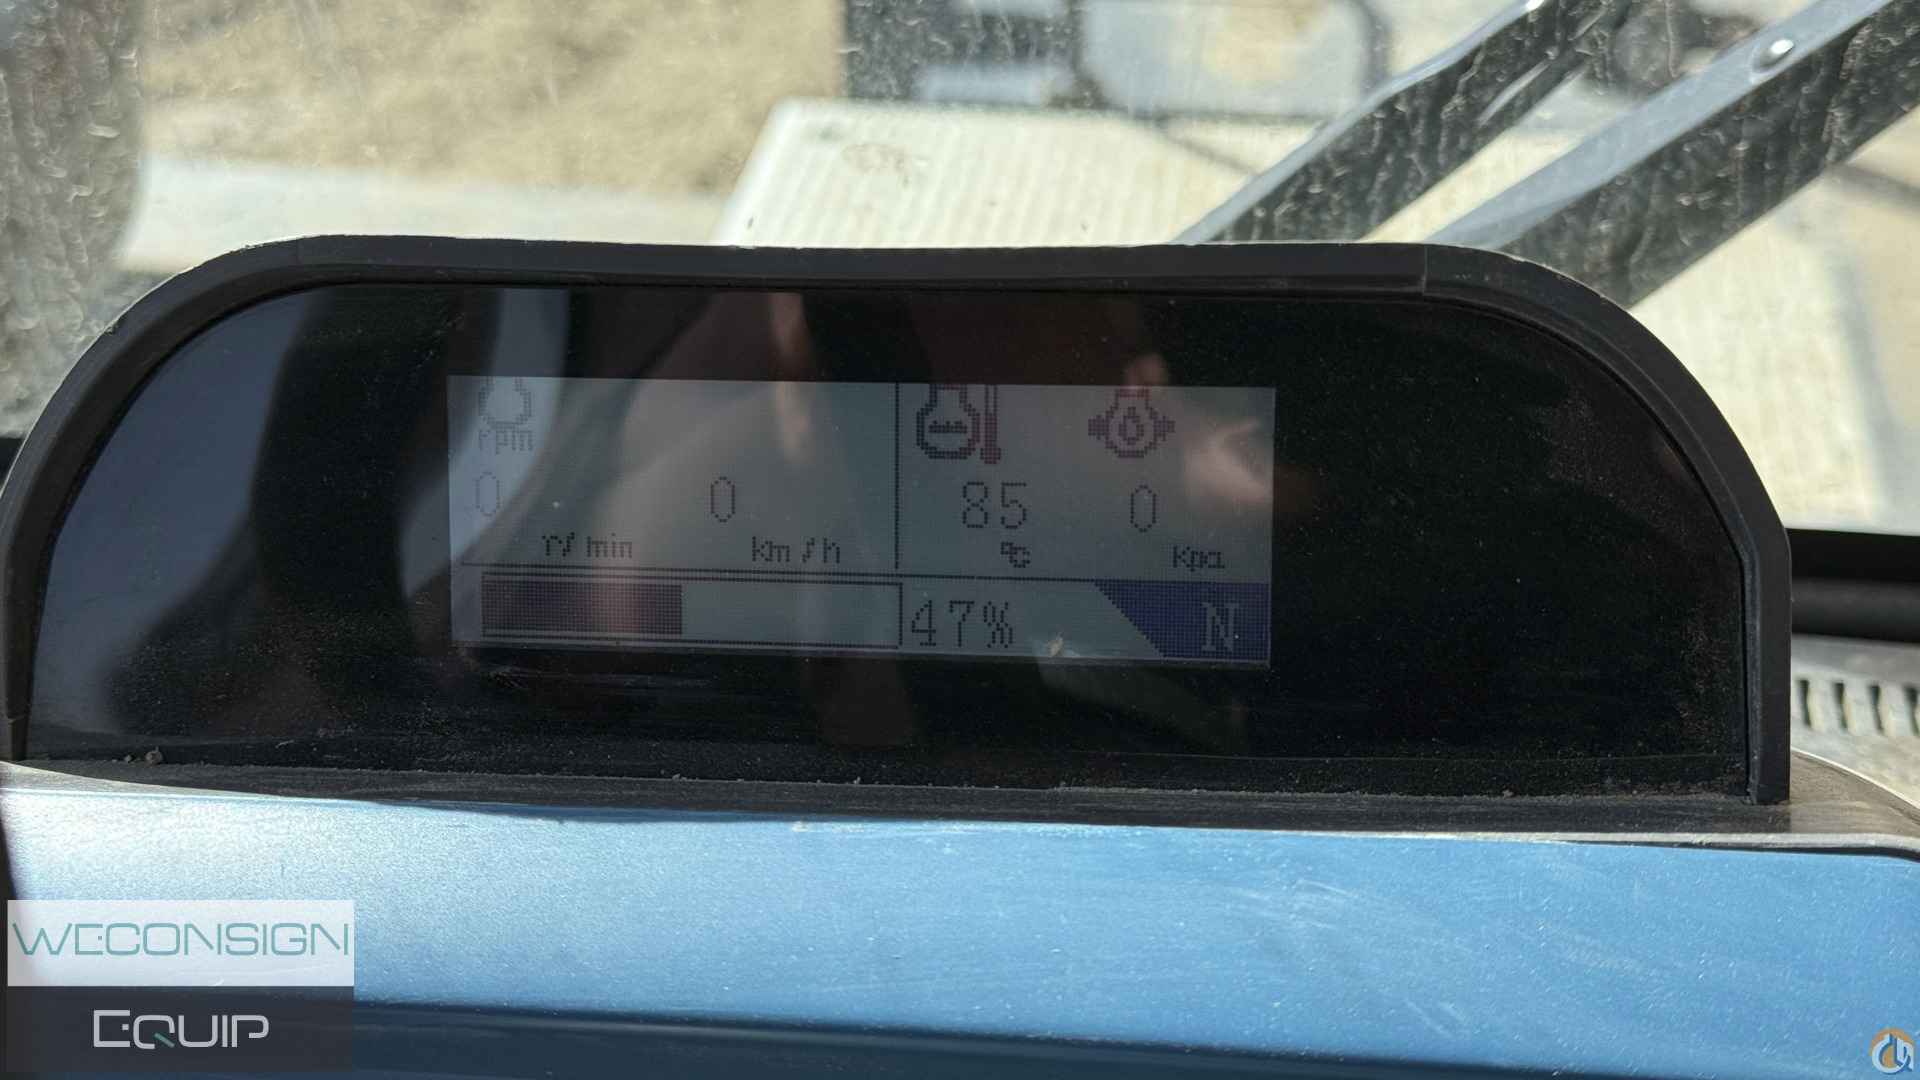 rpm
0 0 85 0
r/min km/h °C Kpa
47% N
WECONSIGN
EQUIP